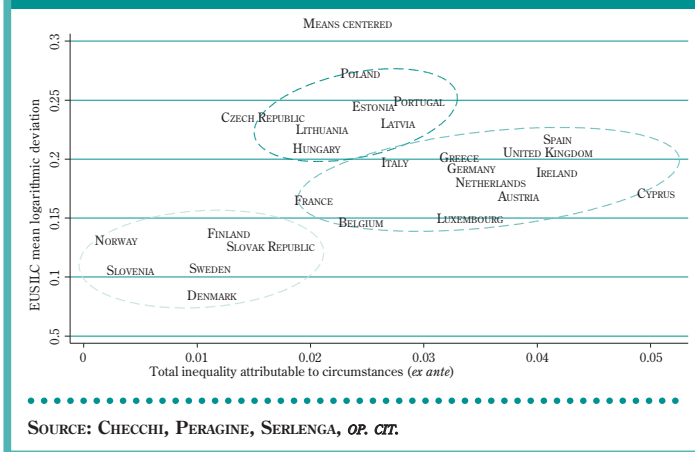 MEANS CENTERED
EUSILC mean logarithmic deviation
0.3
0.25
0.2
0.15
0.1
0.5
POLAND
ESTONIA PORTUGAL
CZECH REPUBLIC
LITHUANIA LATVIA
HUNGARY
SPAIN
UNITED KINGDOM
ITALY GREECE
GERMANY IRELAND
NETHERLANDS
FRANCE AUSTRIA CYPRUS
BELGIUM LUXEMBOURG
NORWAY FINLAND
SLOVAK REPUBLIC
SLOVENIA SWEDEN
DENMARK
0 0.01 0.02 0.03 0.04 0.05
Total inequality attributable to circumstances (ex ante)
SOURCE: CHECCHI, PERAGINE, SERLENGA, OP. CIT.